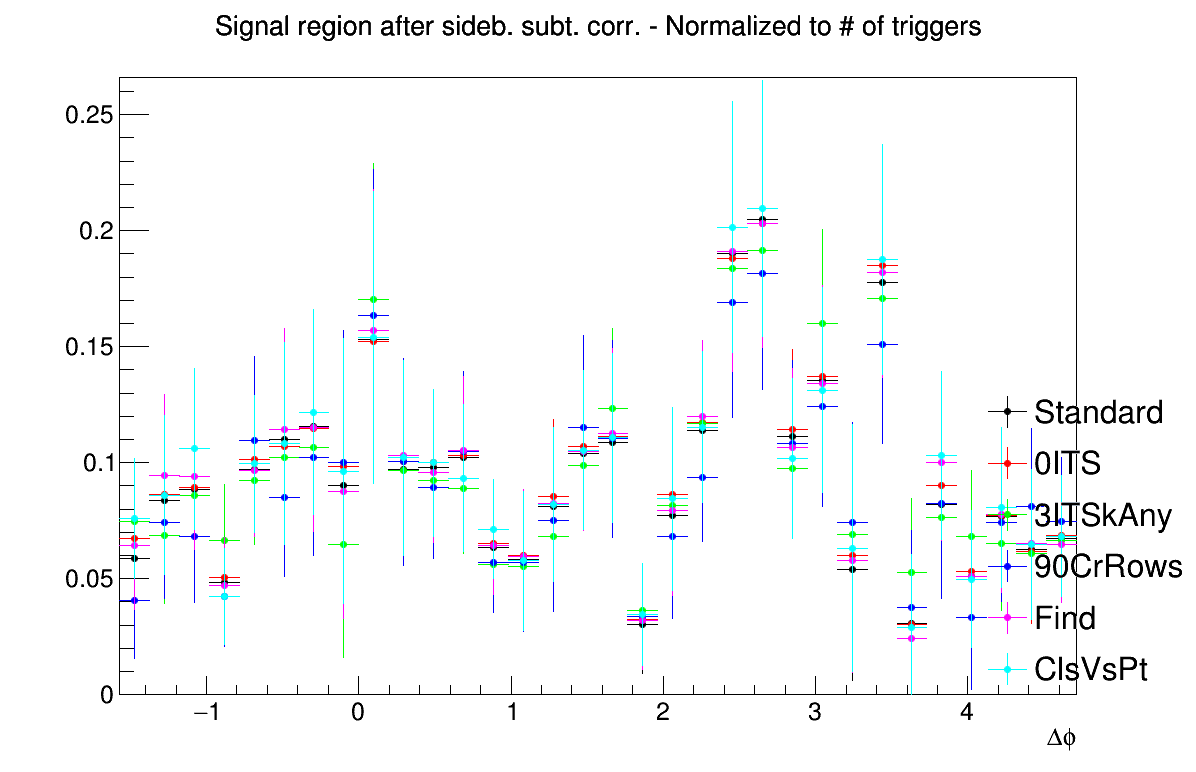 Signal region after sideb. subt. corr. - Normalized to # of triggers
0.25
0.2
0.15
0.1
0.05
0
−1
0
1
2
3
4
Δϕ
Standard
0ITS
3ITSkAny
90CrRows
Find
ClsVsPt